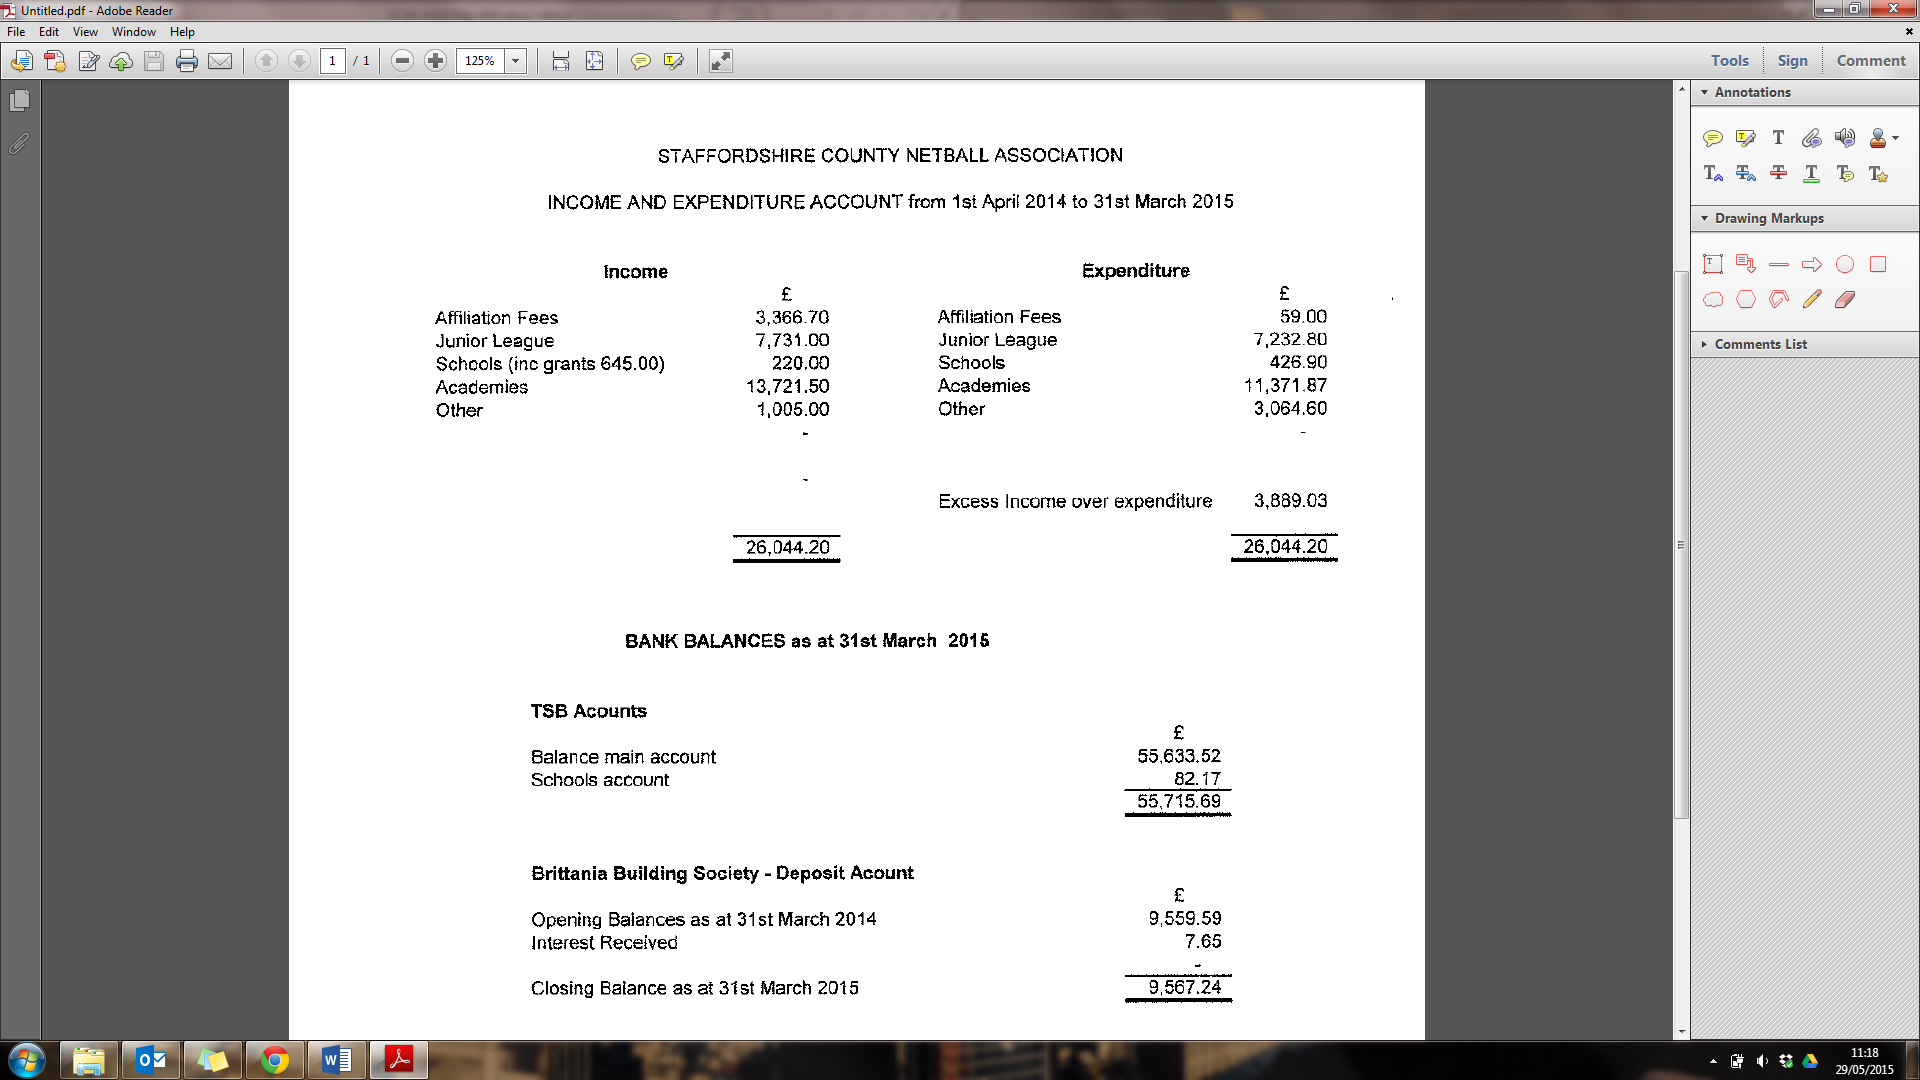 Untitled.pdf - Adobe Reader
File Edit View Window Help
1 / 1 125% Tools Sign Comment
Annotations
Drawing Markups
Comments List
STAFFORDSHIRE COUNTY NETBALL ASSOCIATION
INCOME AND EXPENDITURE ACCOUNT from 1st April 2014 to 31st March 2015
Income Expenditure
£ £
Affiliation Fees 3,366.70 Affiliation Fees 59.00
Junior League 7,731.00 Junior League 7,232.80
Schools (inc grants 645.00) 220.00 Schools 426.90
Academies 13,721.50 Academies 11,371.87
Other 1,005.00 Other 3,064.60
- -
-
Excess Income over expenditure 3,889.03
26,044.20 26,044.20
BANK BALANCES as at 31st March 2015
TSB Acounts
£
Balance main account 55,633.52
Schools account 82.17
55,715.69
Brittania Building Society - Deposit Acount
£
Opening Balances as at 31st March 2014 9,559.59
Interest Received 7.65
-
Closing Balance as at 31st March 2015 9,567.24
11:18
29/05/2015